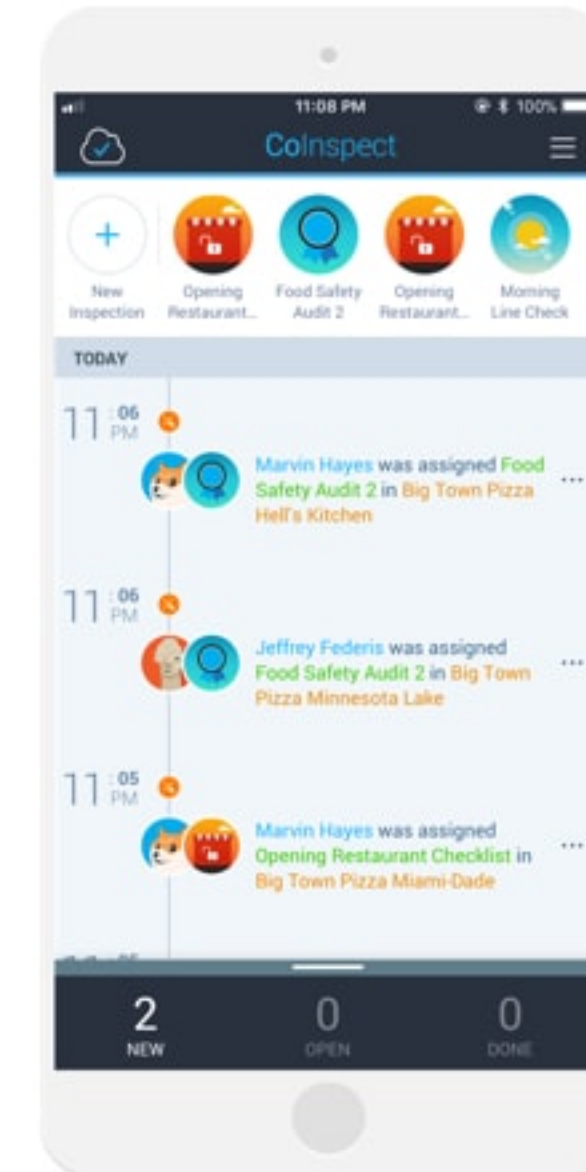 11:08 PM
100%
CoInspect
New
Inspection
Opening
Restaurant...
Food Safety
Audit 2
Opening
Restaurant...
Morning
Line Check
TODAY
11 : 06
PM
Marvin Hayes was assigned Food
Safety Audit 2 in Big Town Pizza
Hell's Kitchen
11 : 06
PM
Jeffrey Federis was assigned
Food Safety Audit 2 in Big Town
Pizza Minnesota Lake
11 : 05
PM
Marvin Hayes was assigned
Opening Restaurant Checklist in
Big Town Pizza Miami-Dade
2
NEW
0
OPEN
0
DONE